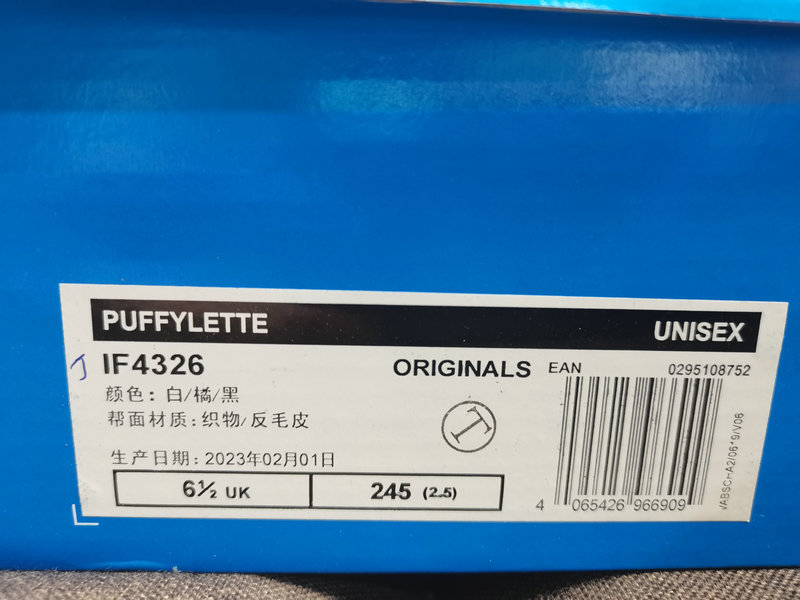 PUFFYLETTE UNISEX
IF4326 ORIGINALS EAN 0295108752
颜色：白/橘/黑
帮面材质：织物/反毛皮
生产日期：2023年02月01日
6½ UK 245 (2.5)
4 065426 966909